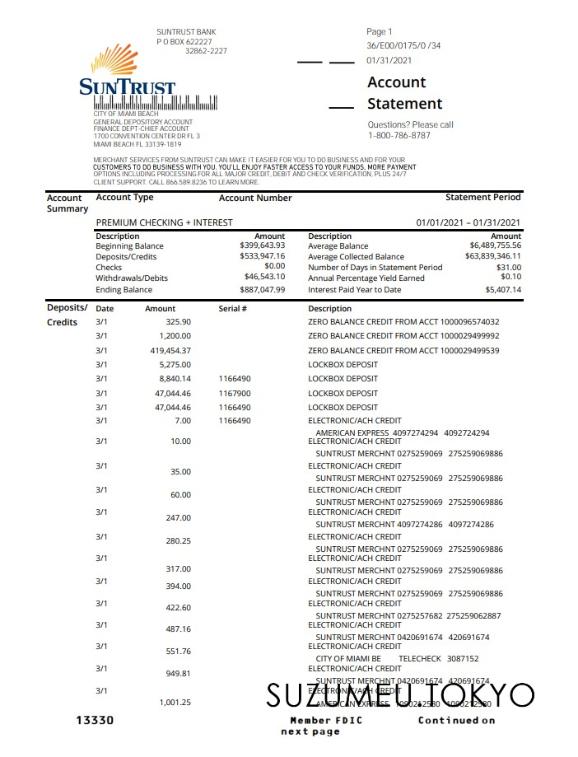 SUNTRUST BANK
P O BOX 622227
32862-2227
Page 1
36/E00/0175/0 /34
01/31/2021
Account
Statement
Questions? Please call
1-800-786-8787
SUNTRUST
CITY OF MIAMI BEACH
GENERAL DEPOSITORY ACCOUNT
FINANCE DEPT-CHIEF ACCOUNT
1700 CONVENTION CENTER DR FL 3
MIAMI BEACH FL 33139-1819
MERCHANT SERVICES FROM SUNTRUST CAN MAKE IT EASIER FOR YOU TO DO BUSINESS AND FOR YOUR
CUSTOMERS TO DO BUSINESS WITH YOU. YOU'LL ENJOY FASTER ACCESS TO YOUR FUNDS. MORE PAYMENT
OPTIONS INCLUDING PROCESSING FOR ALL MAJOR CREDIT, DEBIT AND CHECK VERIFICATION, PLUS 24/7
CLIENT SUPPORT. CALL 866.589.8236 TO LEARN MORE.
Account Summary Account Type Account Number Statement Period
PREMIUM CHECKING + INTEREST 01/01/2021 – 01/31/2021
Description Amount Description Amount
Beginning Balance $399,643.93 Average Balance $6,489,755.56
Deposits/Credits $533,947.16 Average Collected Balance $63,839,346.11
Checks $0.00 Number of Days in Statement Period $31.00
Withdrawals/Debits $46,543.10 Annual Percentage Yield Earned $0.10
Ending Balance $887,047.99 Interest Paid Year to Date $5,407.14
Deposits/ Credits Date Amount Serial # Description
3/1 325.90 ZERO BALANCE CREDIT FROM ACCT 1000096574032
3/1 1,200.00 ZERO BALANCE CREDIT FROM ACCT 1000029499992
3/1 419,454.37 ZERO BALANCE CREDIT FROM ACCT 1000029499539
3/1 5,275.00 LOCKBOX DEPOSIT
3/1 8,840.14 1166490 LOCKBOX DEPOSIT
3/1 47,044.46 1167900 LOCKBOX DEPOSIT
3/1 47,044.46 1166490 LOCKBOX DEPOSIT
3/1 7.00 1166490 ELECTRONIC/ACH CREDIT
AMERICAN EXPRESS 4097274294 4092724294
3/1 10.00 ELECTRONIC/ACH CREDIT
SUNTRUST MERCHNT 0275259069 275259069886
3/1 35.00 ELECTRONIC/ACH CREDIT
SUNTRUST MERCHNT 0275259069 275259069886
3/1 60.00 ELECTRONIC/ACH CREDIT
SUNTRUST MERCHNT 0275259069 275259069886
3/1 247.00 ELECTRONIC/ACH CREDIT
SUNTRUST MERCHNT 4097274286 4097274286
3/1 280.25 ELECTRONIC/ACH CREDIT
SUNTRUST MERCHNT 0275259069 275259069886
3/1 317.00 ELECTRONIC/ACH CREDIT
SUNTRUST MERCHNT 0275259069 275259069886
3/1 394.00 ELECTRONIC/ACH CREDIT
SUNTRUST MERCHNT 0275259069 275259069886
3/1 422.60 ELECTRONIC/ACH CREDIT
SUNTRUST MERCHNT 0275257682 275259062887
3/1 487.16 ELECTRONIC/ACH CREDIT
SUNTRUST MERCHNT 0420691674 420691674
3/1 551.76 ELECTRONIC/ACH CREDIT
CITY OF MIAMI BE TELECHECK 3087152
3/1 949.81 ELECTRONIC/ACH CREDIT
SUNTRUST MERCHNT 0420691674 420691674
3/1 1,001.25 ELECTRONIC/ACH CREDIT
AMERICAN EXPRESS
SUZUMEU TOKYO
13330 Member FDIC Continued on
next page